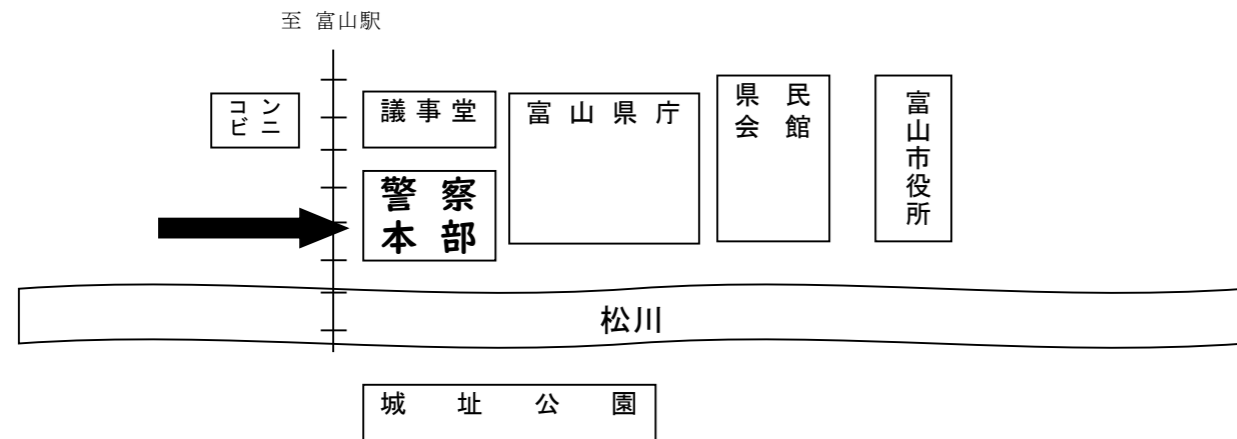 至 富山駅
コン
ビニ
議事堂
富山県庁
県民
会館
富山市役所
警察
本部
松川
城址公園